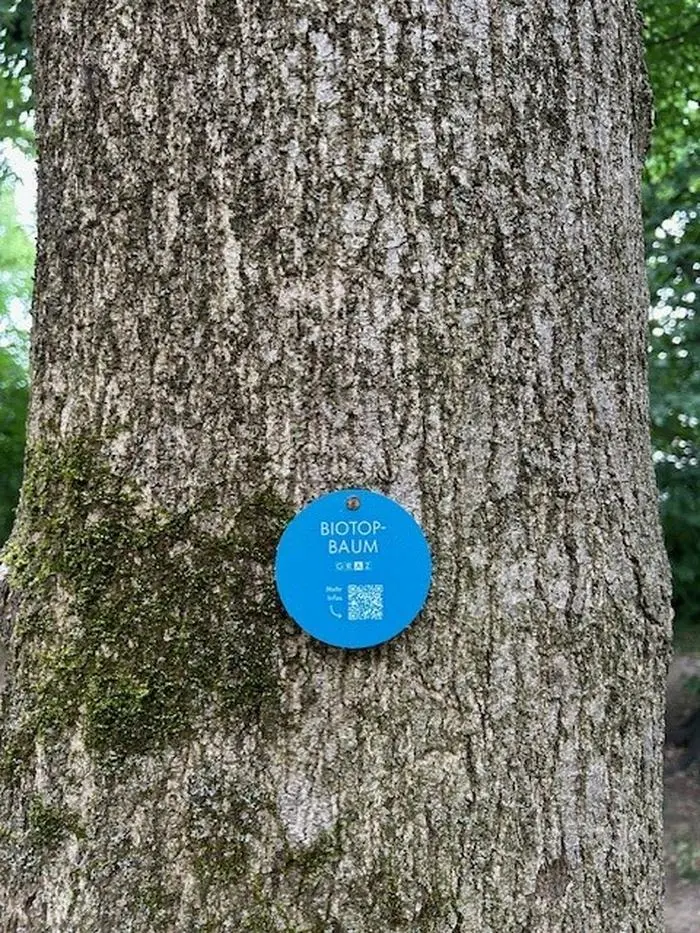 BIOTOP-
BAUM
GRAZ
Mehr
Infos